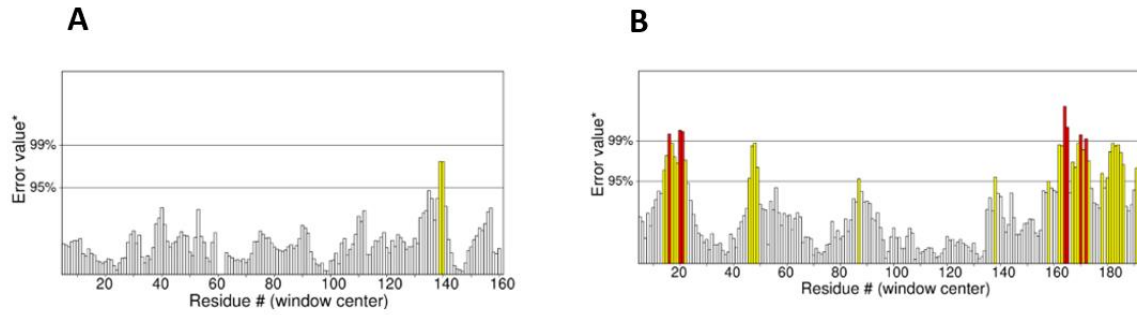 A
B
Error value*
99%
95%
20 40 60 80 100 120 140 160
Residue # (window center)
Error value*
99%
95%
20 40 60 80 100 120 140 160 180
Residue # (window center)